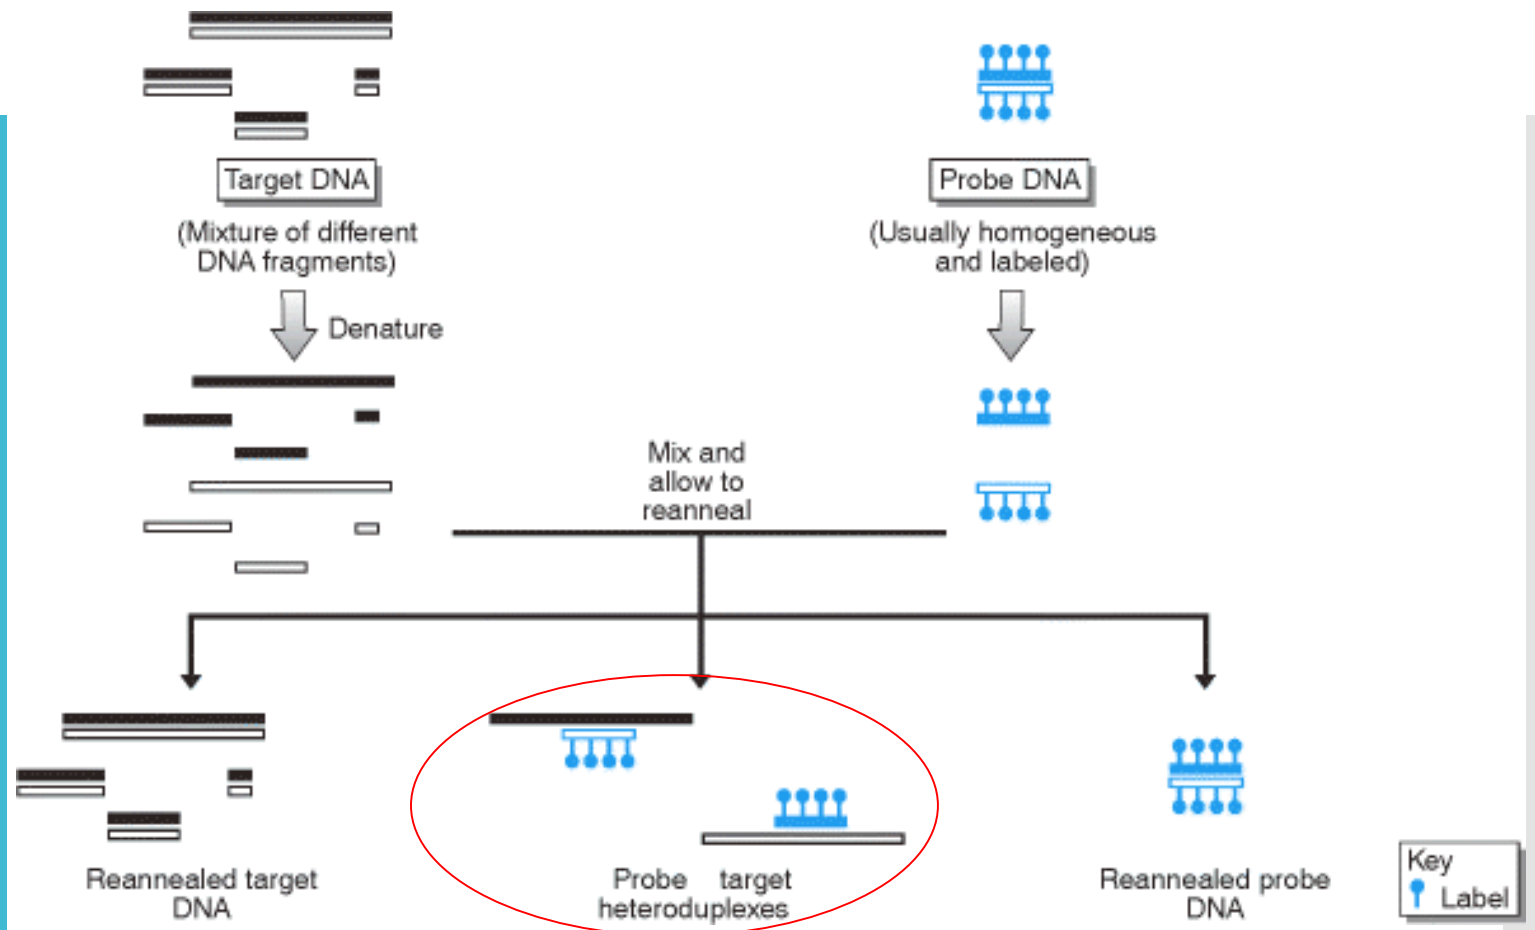 Target DNA
(Mixture of different
DNA fragments)
Denature
Probe DNA
(Usually homogeneous
and labeled)
Mix and
allow to
reanneal
Reannealed target
DNA
Probe target
heteroduplexes
Reannealed probe
DNA
Key
Label